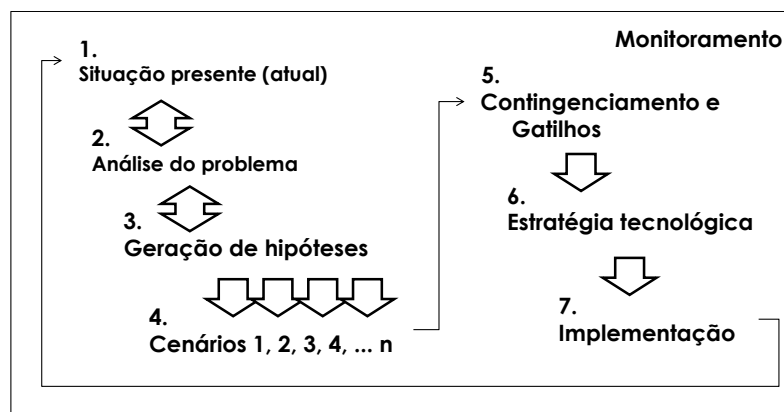 Monitoramento
1.
Situação presente (atual)
2.
Análise do problema
3.
Geração de hipóteses
4.
Cenários 1, 2, 3, 4, ... n
5.
Contingenciamento e
Gatilhos
6.
Estratégia tecnológica
7.
Implementação